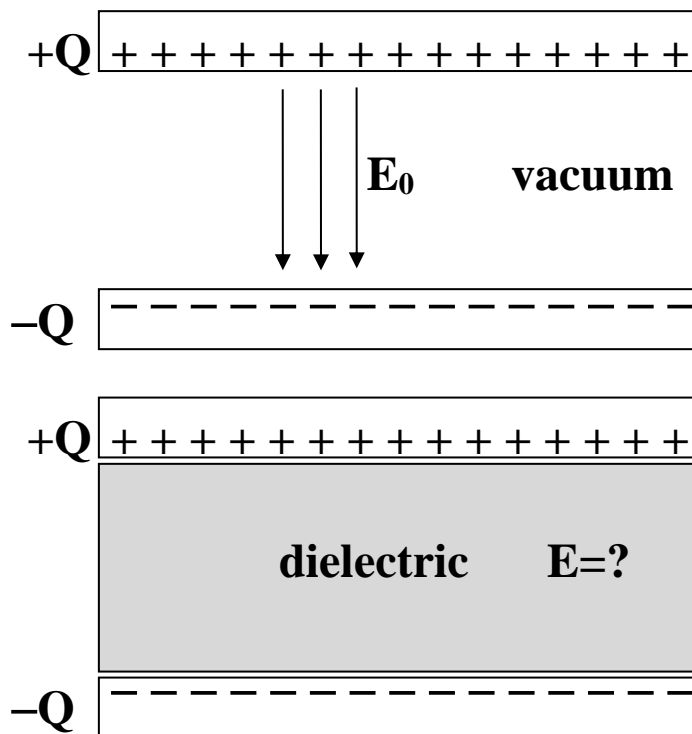 +Q + + + + + + + + + + + + + + +
E₀ vacuum
−Q − − − − − − − − − − − − − − −
+Q + + + + + + + + + + + + + + +
dielectric E=?
−Q − − − − − − − − − − − − − − −